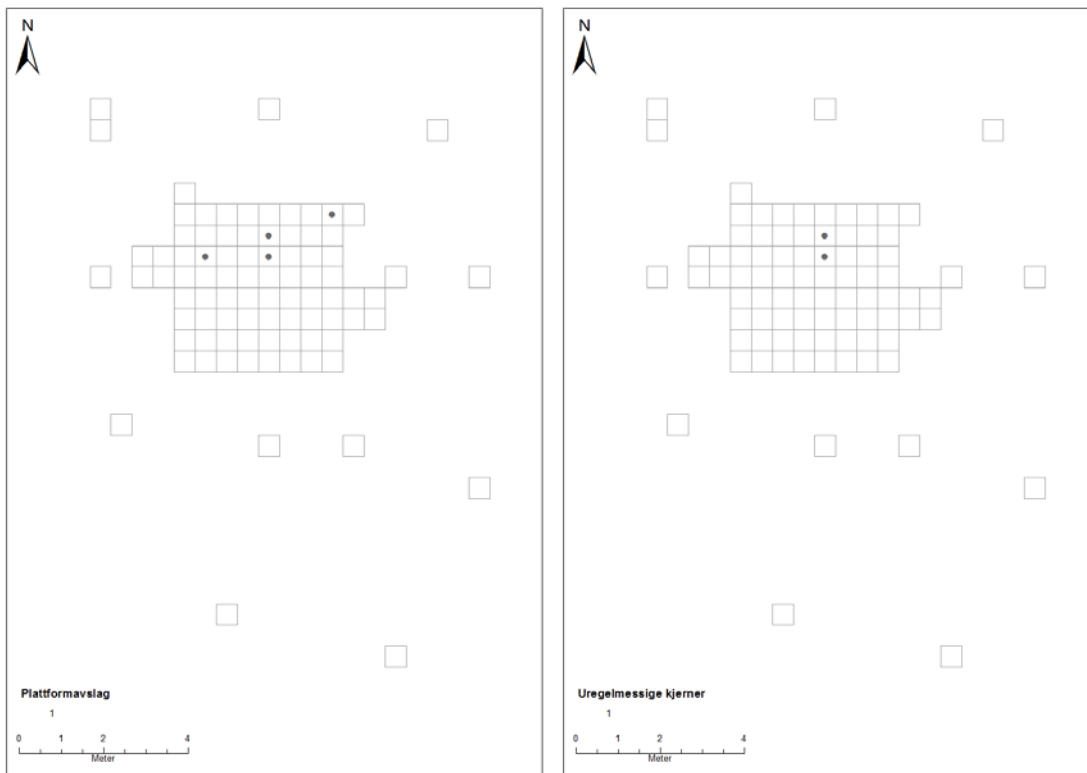 N
Plattformavslag
1
0 1 2 4
Meter
N
Uregelmessige kjerner
1
0 1 2 4
Meter